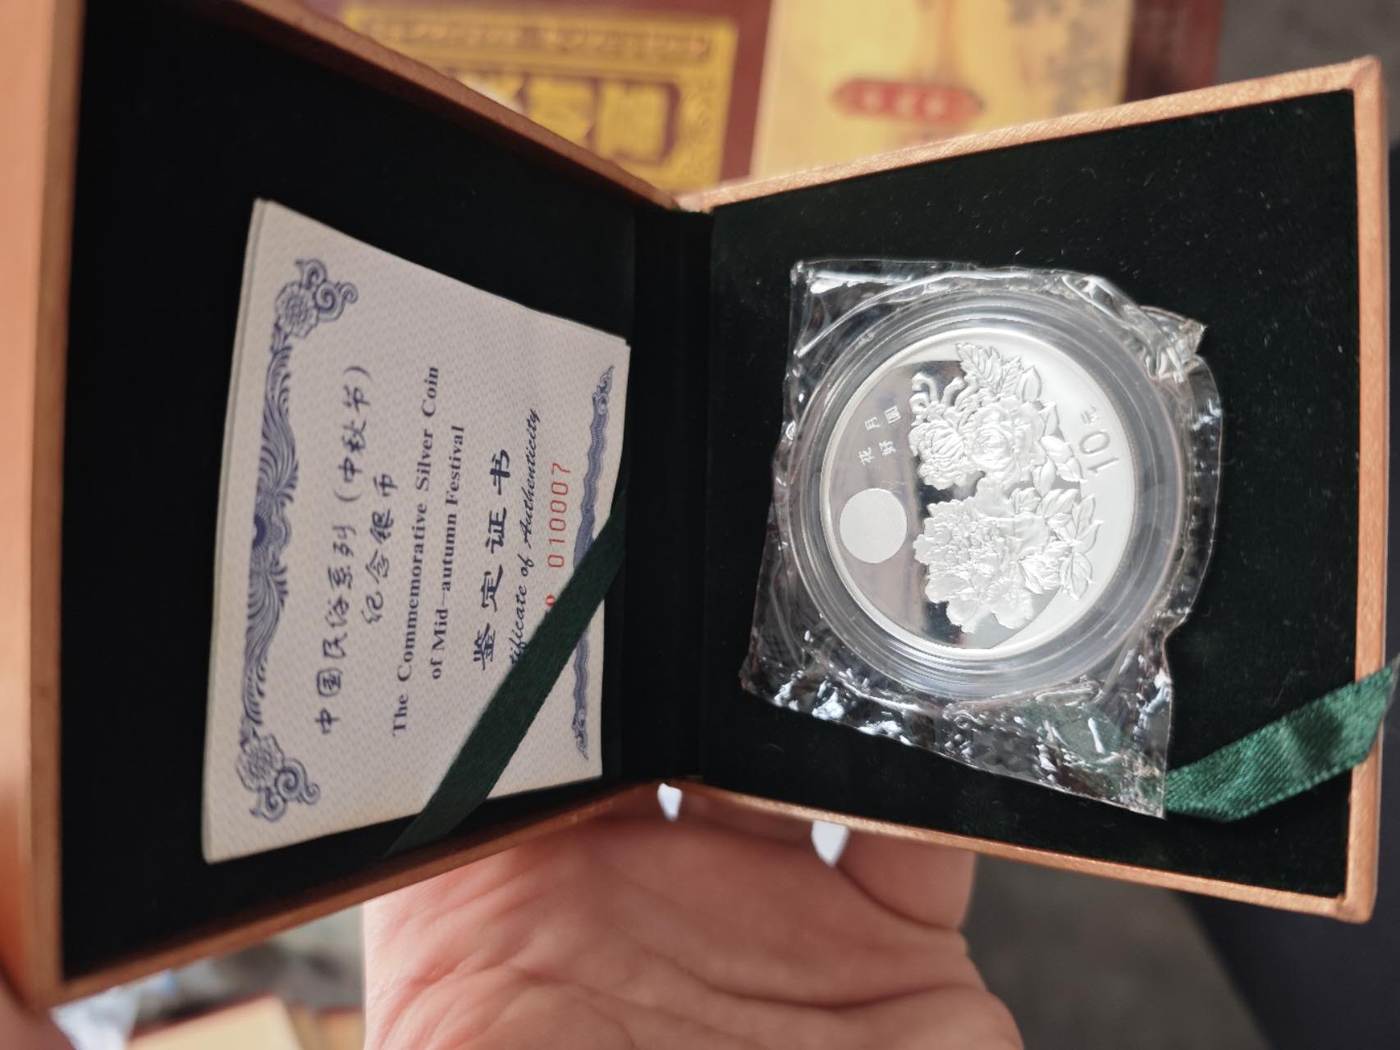 中国民俗系列（中秋节）
纪念银币
The Commemorative Silver Coin
of Mid-autumn Festival
鉴定证书
tificate of Authenticity
010007
花好
月圆
10元